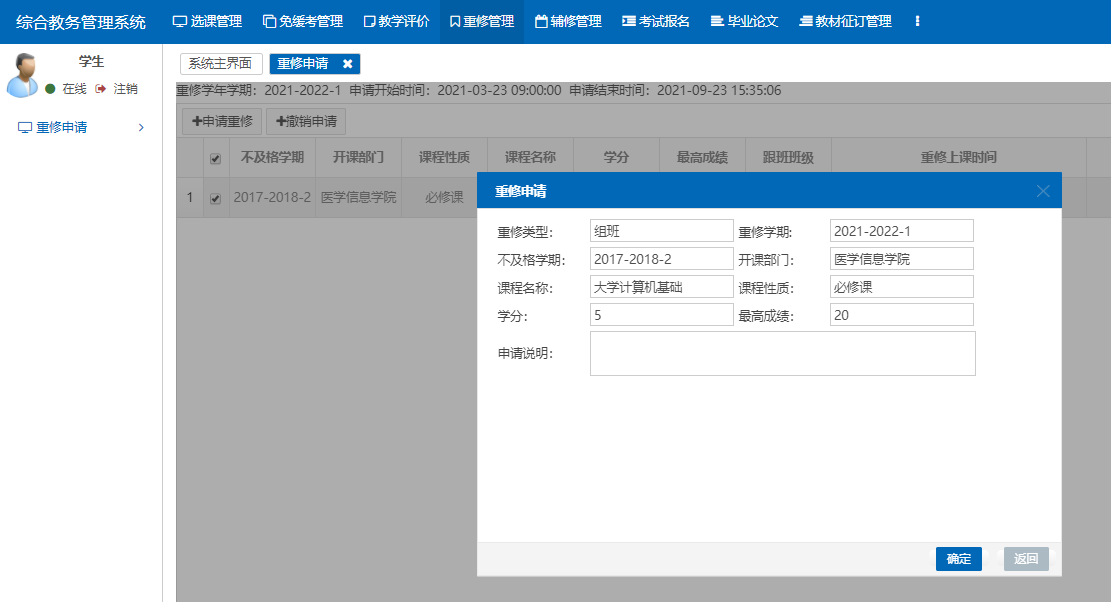 综合教务管理系统 选课管理 免缓考管理 教学评价 重修管理 辅修管理 考试报名 毕业论文 教材征订管理
学生
在线 注销
重修申请
系统主界面 重修申请
重修学年学期：2021-2022-1 申请开始时间：2021-03-23 09:00:00 申请结束时间：2021-09-23 15:35:06
申请重修 撤销申请
不及格学期 开课部门 课程性质 课程名称 学分 最高成绩 跟班班级 重修上课时间
1 2017-2018-2 医学信息学院 必修课
重修申请
重修类型： 组班 重修学期： 2021-2022-1
不及格学期： 2017-2018-2 开课部门： 医学信息学院
课程名称： 大学计算机基础 课程性质： 必修课
学分： 5 最高成绩： 20
申请说明：
确定 返回